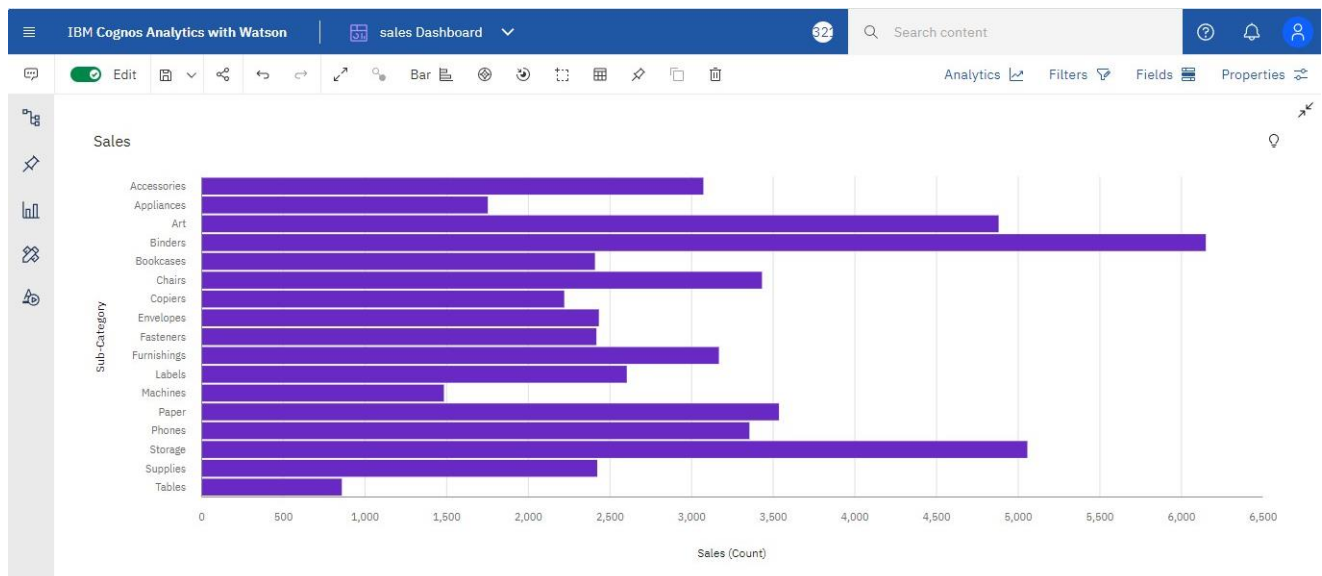 IBM Cognos Analytics with Watson
sales Dashboard
321
Search content
Edit
Bar
Analytics
Filters
Fields
Properties
Sales
Sub-Category
Accessories
Appliances
Art
Binders
Bookcases
Chairs
Copiers
Envelopes
Fasteners
Furnishings
Labels
Machines
Paper
Phones
Storage
Supplies
Tables
0 500 1,000 1,500 2,000 2,500 3,000 3,500 4,000 4,500 5,000 5,500 6,000 6,500
Sales (Count)